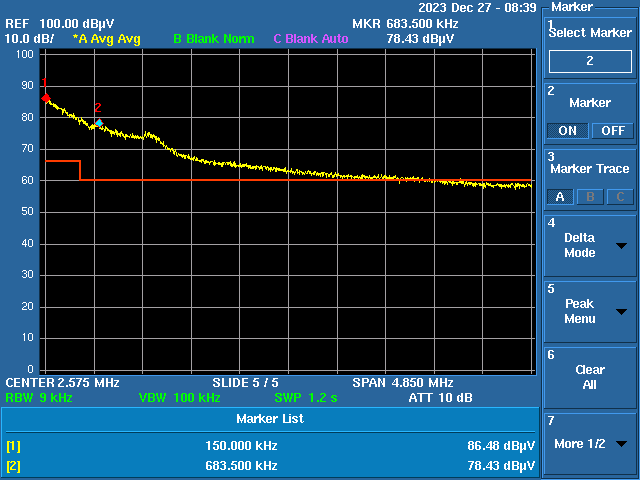 2023 Dec 27 - 08:39
REF 100.00 dBµV
MKR 683.500 kHz
10.0 dB/ *A Avg Avg B Blank Norm C Blank Auto 78.43 dBµV
100
90
80
70
60
50
40
30
20
10
0
1
2
CENTER 2.575 MHz SLIDE 5 / 5 SPAN 4.850 MHz
RBW 9 kHz VBW 100 kHz SWP 1.2 s ATT 10 dB
Marker List
[1] 150.000 kHz 86.48 dBµV
[2] 683.500 kHz 78.43 dBµV
Marker
1
Select Marker
2
2
Marker
ON OFF
3
Marker Trace
A B C
4
Delta
Mode
5
Peak
Menu
6
Clear
All
7
More 1/2